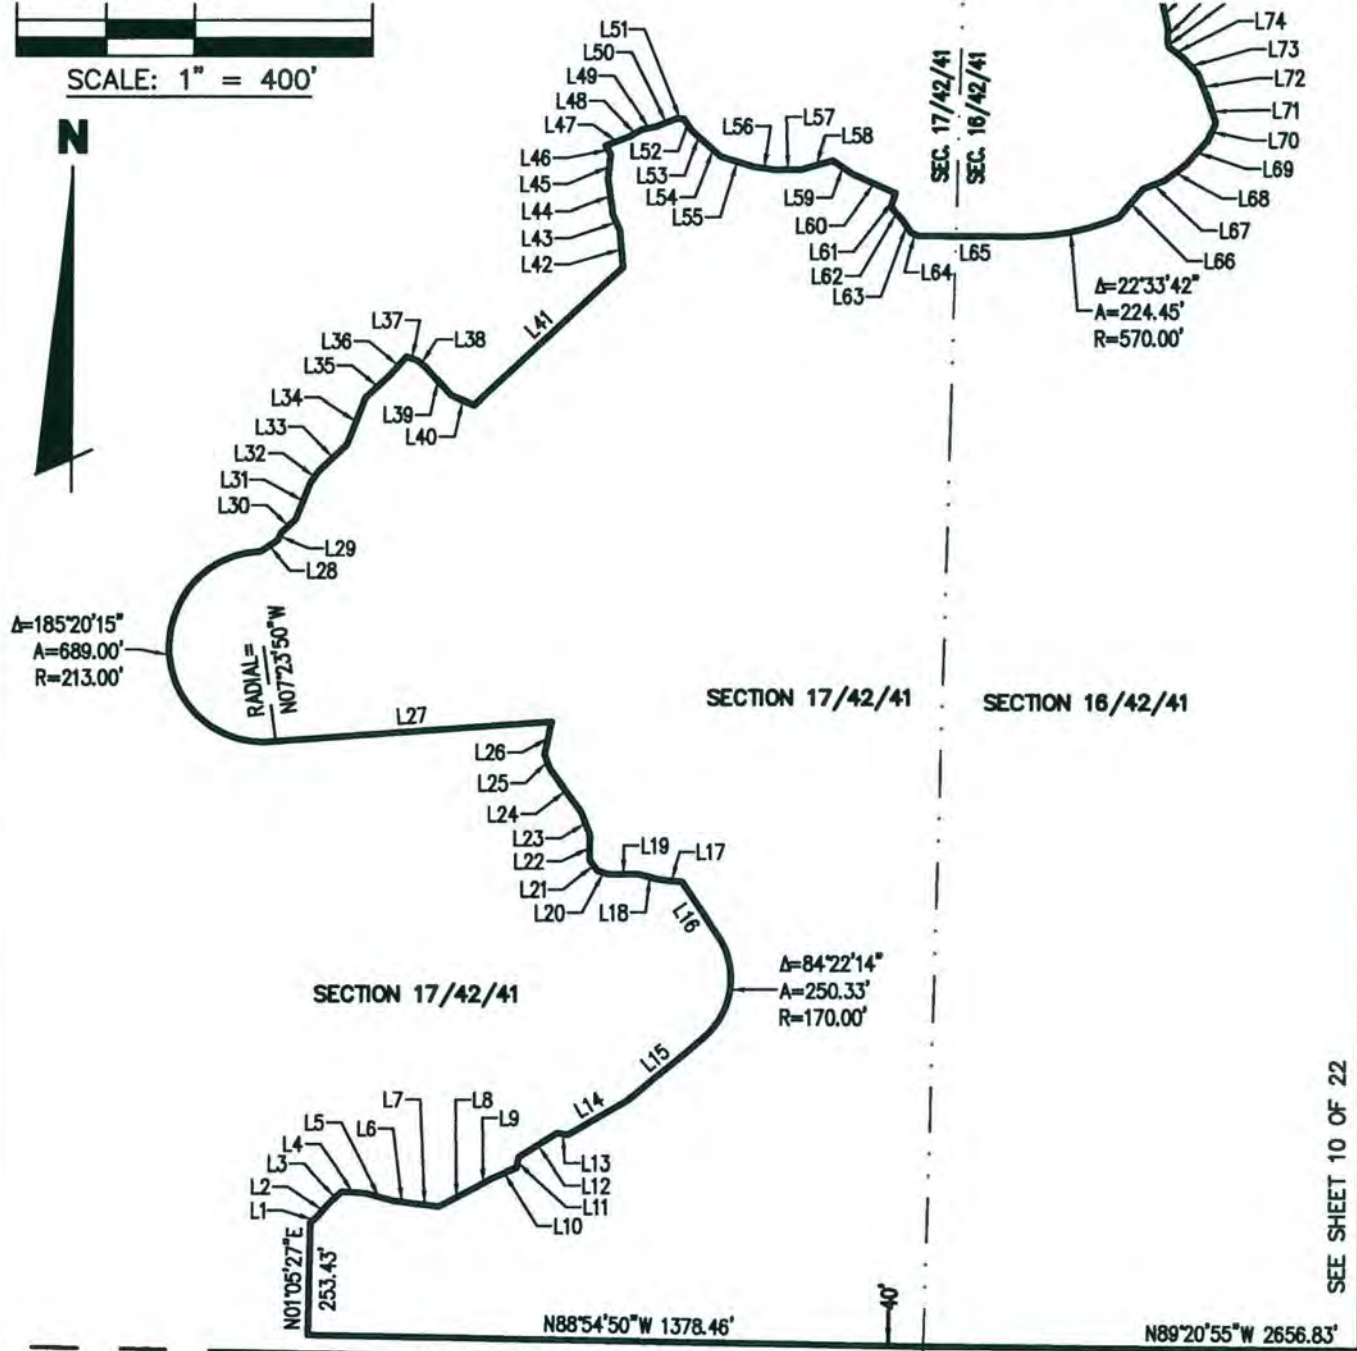 SCALE: 1" = 400'
N
L51
L50
L49
L48
L47
L46
L45
L44
L43
L42
L52
L53
L54
L55
L56
L57
L58
L59
L60
L61
L62
L63
L64
L65
SEC. 17/42/41
SEC. 16/42/41
L74
L73
L72
L71
L70
L69
L68
L67
L66
Δ=22°33'42"
A=224.45'
R=570.00'
L41
L37
L38
L36
L35
L34
L33
L32
L31
L30
L39
L40
L29
L28
Δ=185°20'15"
A=689.00'
R=213.00'
RADIAL=
N07°23'50"W
L27
SECTION 17/42/41
SECTION 16/42/41
L26
L25
L24
L23
L22
L21
L20
L19
L18
L17
L16
Δ=84°22'14"
A=250.33'
R=170.00'
SECTION 17/42/41
L15
L14
L13
L12
L11
L10
L9
L8
L7
L6
L5
L4
L3
L2
L1
N01°05'27"E
253.43'
N88°54'50"W 1378.46'
40'
N89°20'55"W 2656.83'
SEE SHEET 10 OF 22